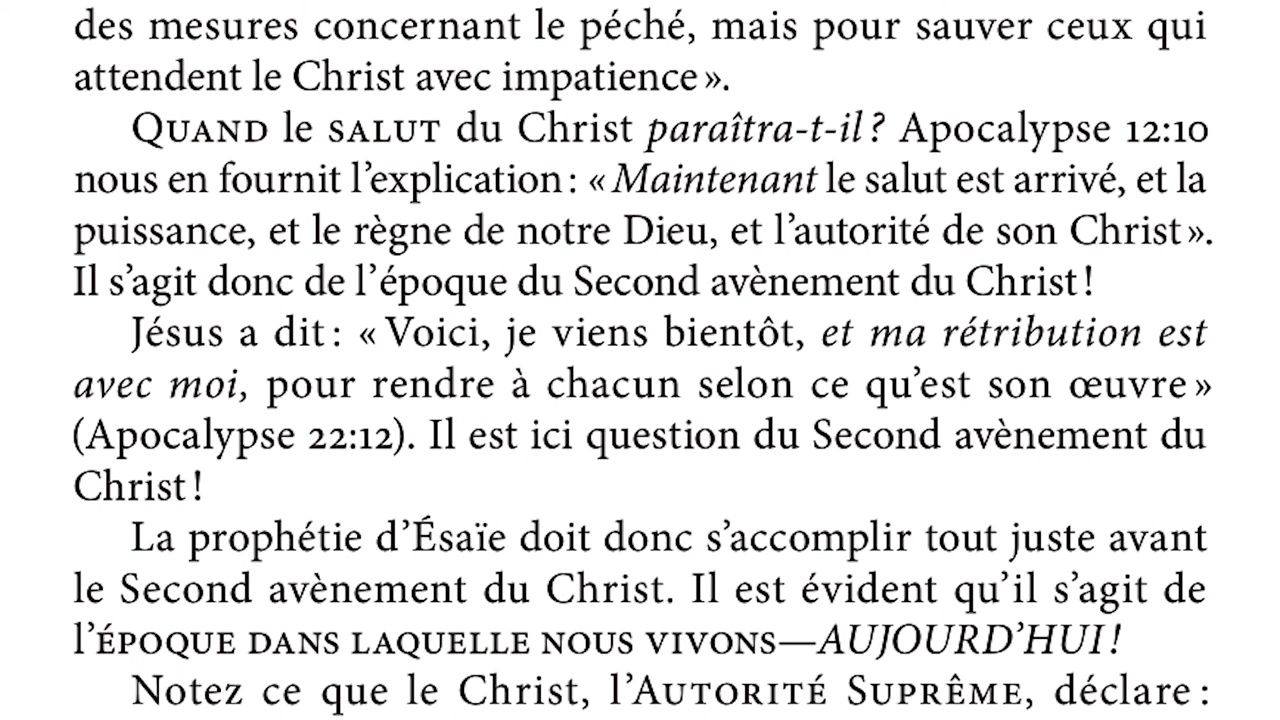 des mesures concernant le péché, mais pour sauver ceux qui
attendent le Christ avec impatience ».
QUAND le SALUT du Christ paraîtra-t-il ? Apocalypse 12:10
nous en fournit l’explication : « Maintenant le salut est arrivé, et la
puissance, et le règne de notre Dieu, et l’autorité de son Christ ».
Il s’agit donc de l’époque du Second avènement du Christ !
Jésus a dit : « Voici, je viens bientôt, et ma rétribution est
avec moi, pour rendre à chacun selon ce qu’est son œuvre »
(Apocalypse 22:12). Il est ici question du Second avènement du
Christ !
La prophétie d’Ésaïe doit donc s’accomplir tout juste avant
le Second avènement du Christ. Il est évident qu’il s’agit de
l’ÉPOQUE DANS LAQUELLE NOUS VIVONS—AUJOURD’HUI !
Notez ce que le Christ, l’AUTORITÉ SUPRÊME, déclare :